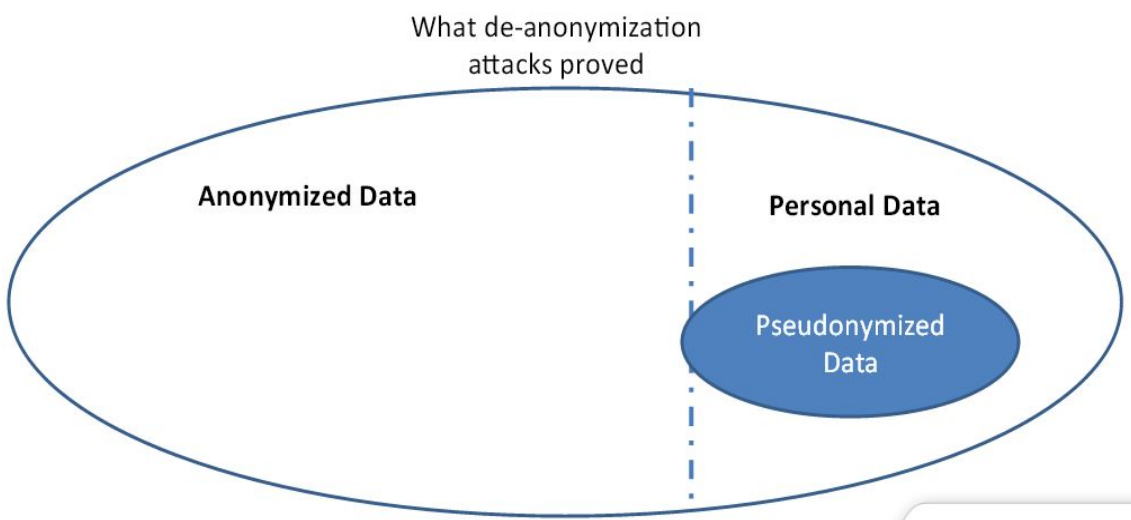 What de-anonymization
attacks proved
Anonymized Data
Personal Data
Pseudonymized
Data